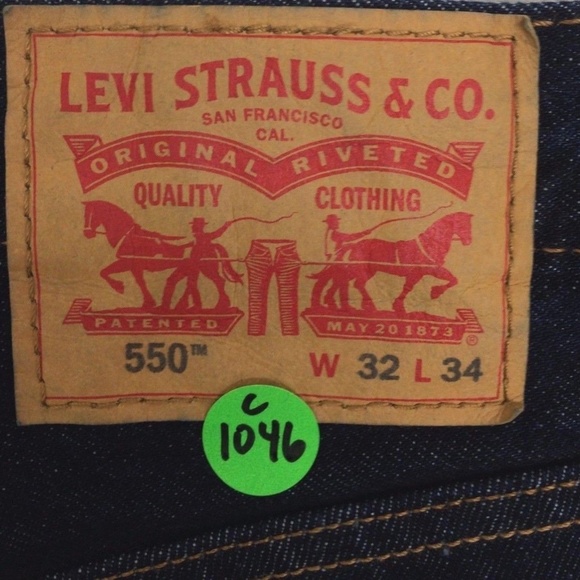 LEVI STRAUSS & CO.
SAN FRANCISCO
CAL.
ORIGINAL RIVETED
QUALITY CLOTHING
PATENTED MAY 20 1873 ®
550™ W 32 L 34
C
1046